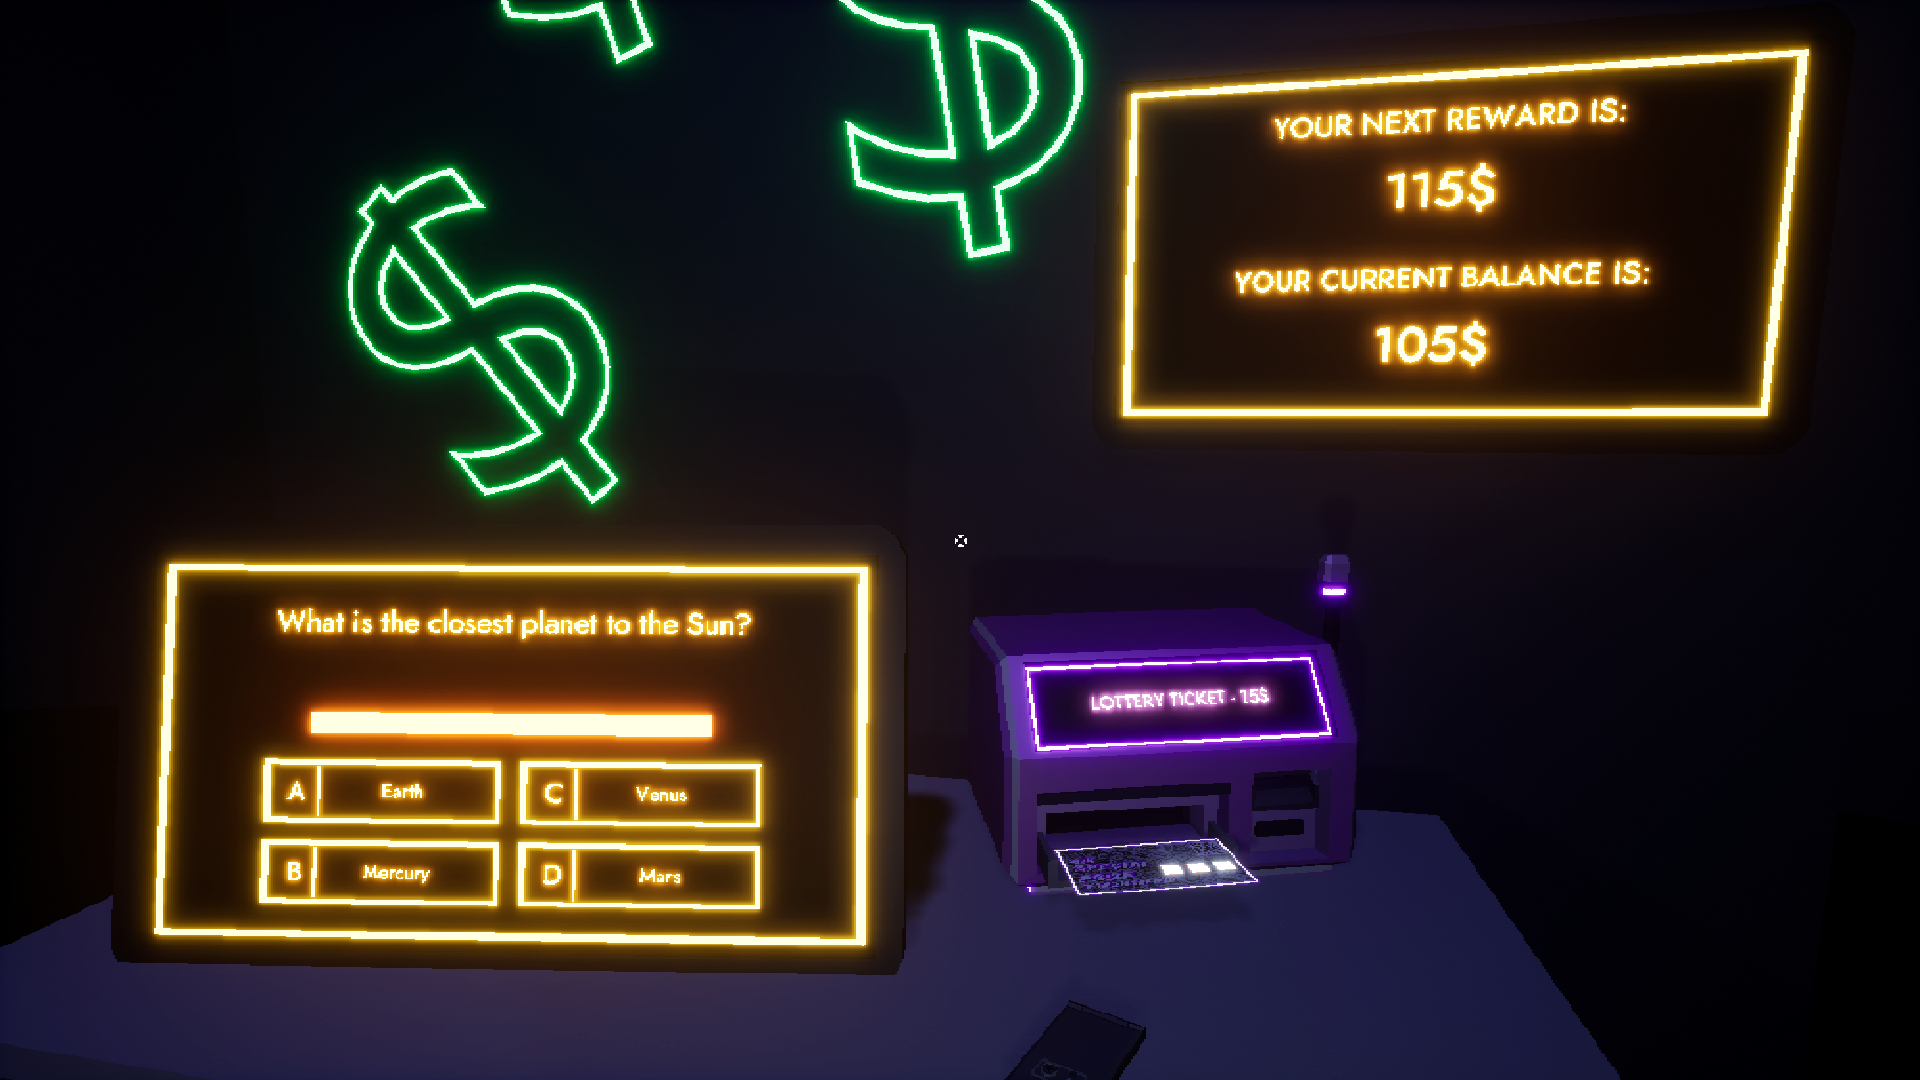 YOUR NEXT REWARD IS:
115$
YOUR CURRENT BALANCE IS:
105$
What is the closest planet to the Sun?
A Earth
C Venus
B Mercury
D Mars
LOTTERY TICKET - 15$